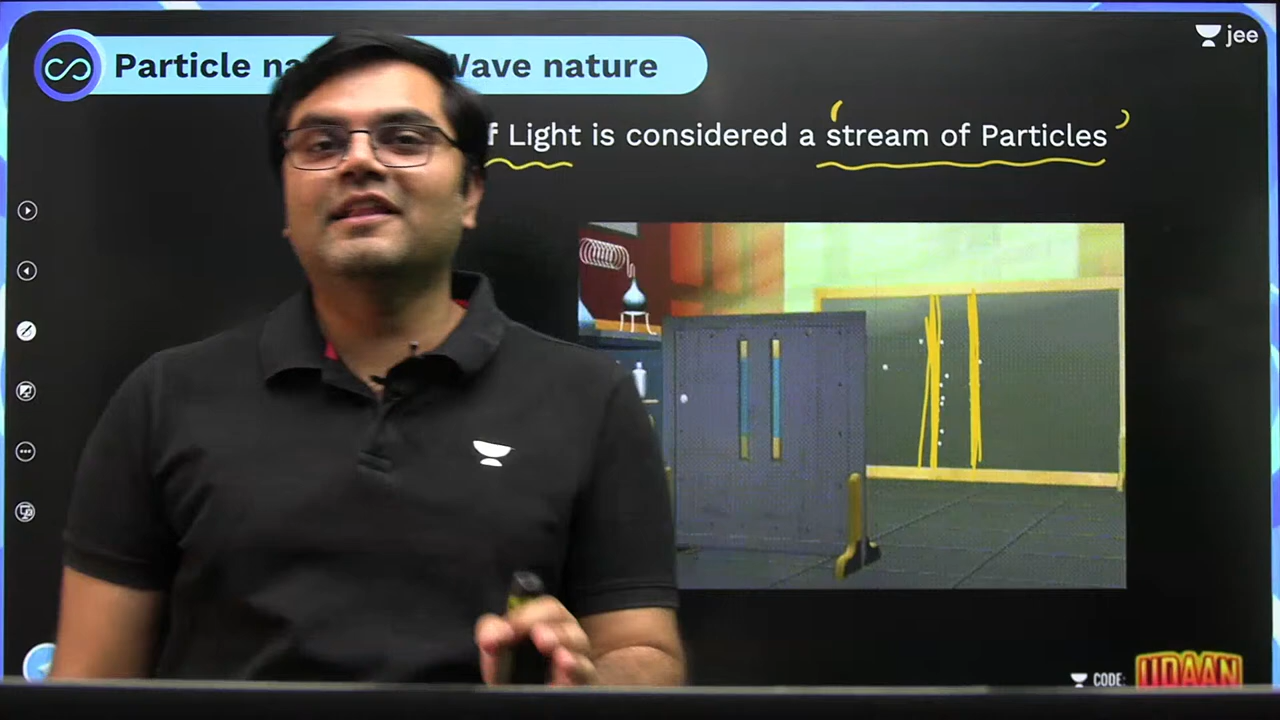 jee
Particle na Wave nature
f Light is considered a stream of Particles
CODE:
UDAAN